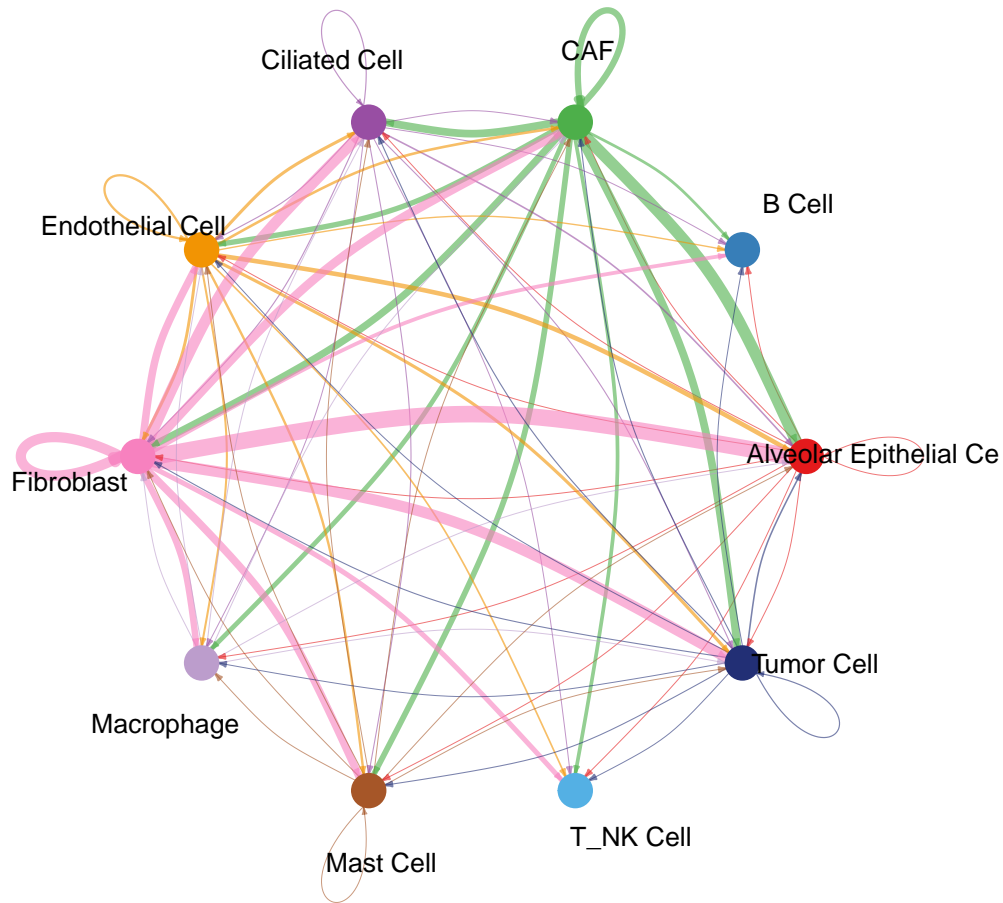 Ciliated Cell
CAF
B Cell
Endothelial Cell
Alveolar Epithelial Ce
Fibroblast
Tumor Cell
Macrophage
T_NK Cell
Mast Cell